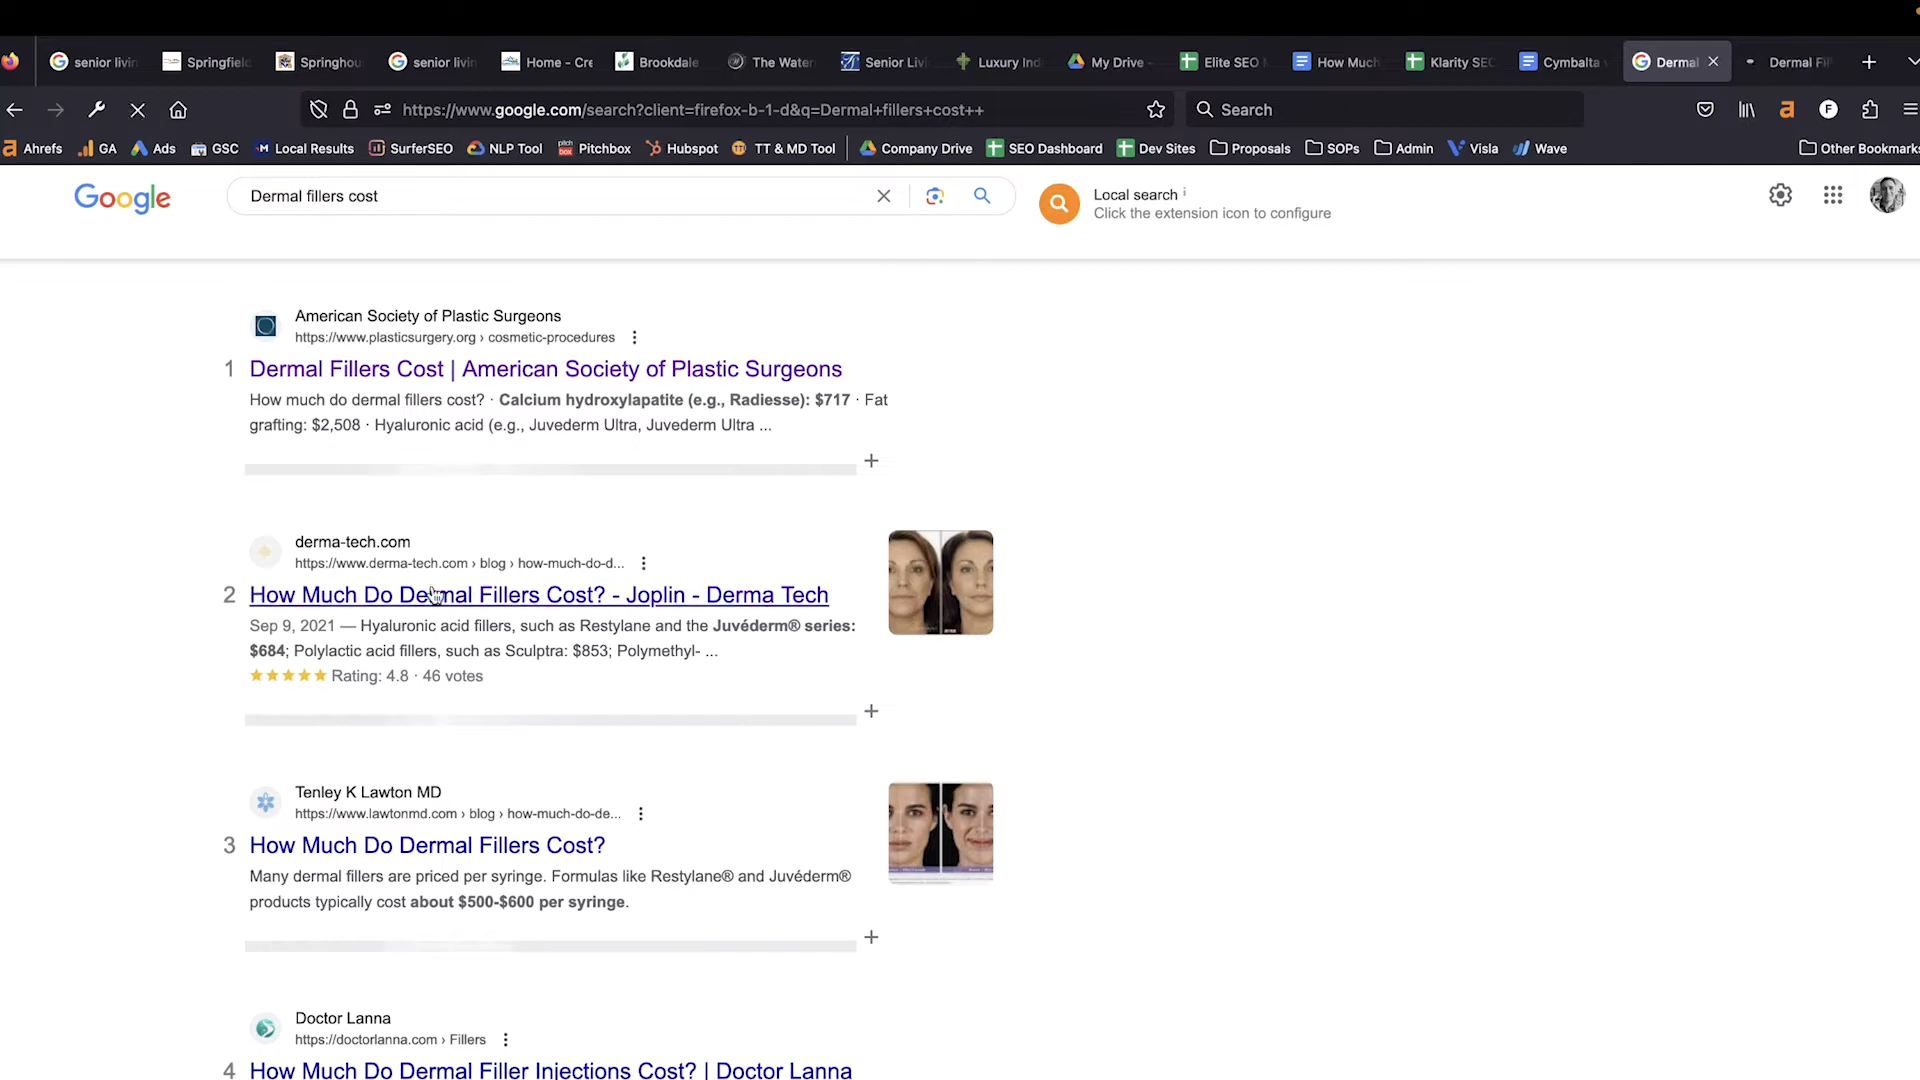 senior livin
Springfiel
Springhou
senior livin
Home - Cre
Brookdale
The Water
Senior Livi
Luxury Ind
My Drive -
Elite SEO
How Much
Klarity SEO
Cymbalta
Dermal
Dermal Fil
https://www.google.com/search?client=firefox-b-1-d&q=Dermal+fillers+cost++
Search
Ahrefs
GA
Ads
GSC
Local Results
SurferSEO
NLP Tool
Pitchbox
Hubspot
TT & MD Tool
Company Drive
SEO Dashboard
Dev Sites
Proposals
SOPs
Admin
Visla
Wave
Other Bookmarks
Google
Dermal fillers cost
Local search i
Click the extension icon to configure
American Society of Plastic Surgeons
https://www.plasticsurgery.org › cosmetic-procedures
1 Dermal Fillers Cost | American Society of Plastic Surgeons
How much do dermal fillers cost? · Calcium hydroxylapatite (e.g., Radiesse): $717 · Fat
grafting: $2,508 · Hyaluronic acid (e.g., Juvederm Ultra, Juvederm Ultra ...
derma-tech.com
https://www.derma-tech.com › blog › how-much-do-d...
2 How Much Do Dermal Fillers Cost? - Joplin - Derma Tech
Sep 9, 2021 — Hyaluronic acid fillers, such as Restylane and the Juvéderm® series:
$684; Polylactic acid fillers, such as Sculptra: $853; Polymethyl- ...
Rating: 4.8 · 46 votes
Tenley K Lawton MD
https://www.lawtonmd.com › blog › how-much-do-de...
3 How Much Do Dermal Fillers Cost?
Many dermal fillers are priced per syringe. Formulas like Restylane® and Juvéderm®
products typically cost about $500-$600 per syringe.
Doctor Lanna
https://doctorlanna.com › Fillers
4 How Much Do Dermal Filler Injections Cost? | Doctor Lanna